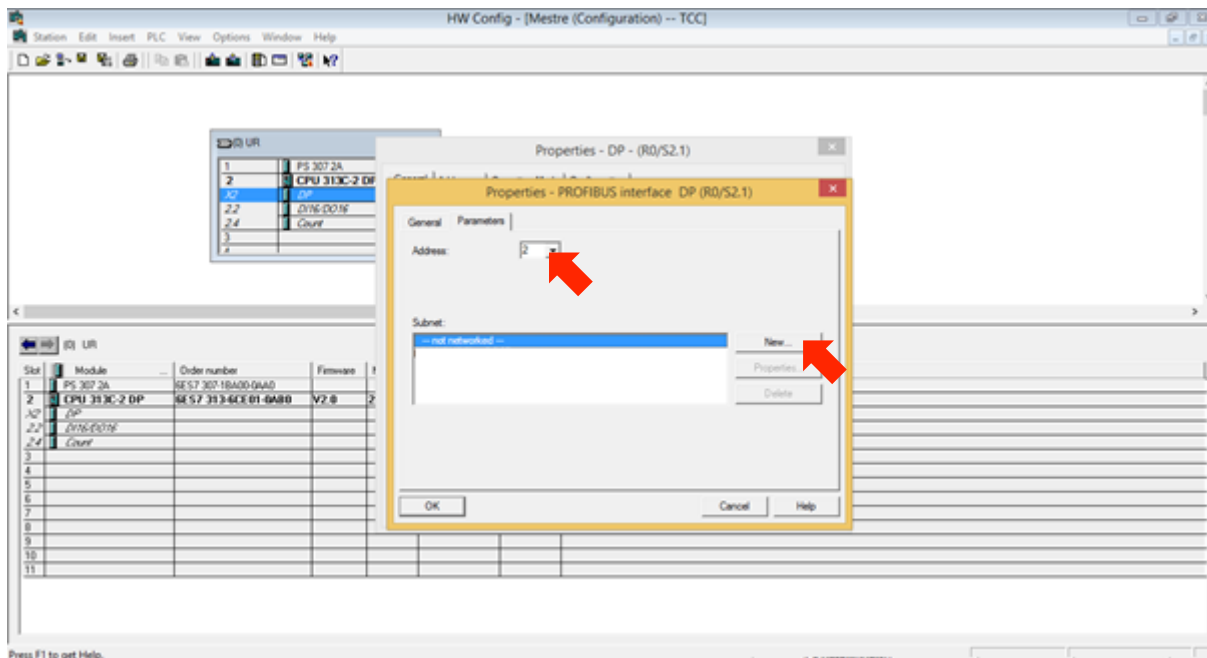 HW Config - [Mestre (Configuration) -- TCC]
Station Edit Insert PLC View Options Window Help
(0) UR
1 PS 307 2A
2 CPU 313C-2 DP
X2 DP
2.2 DI16/DO16
2.4 Count
3
Properties - DP - (R0/S2.1)
General
Properties - PROFIBUS interface DP (R0/S2.1)
General Parameters
Address: 2
Subnet:
-- not networked --
New...
Properties...
Delete
OK Cancel Help
(0) UR
Slot Module ... Order number Firmware
1 PS 307 2A 6ES7 307-1BA00-0AA0
2 CPU 313C-2 DP 6ES7 313-6CE01-0AB0 V2.0 2
X2 DP
2.2 DI16/DO16
2.4 Count
3
4
5
6
7
8
9
10
11
Press F1 to get Help.